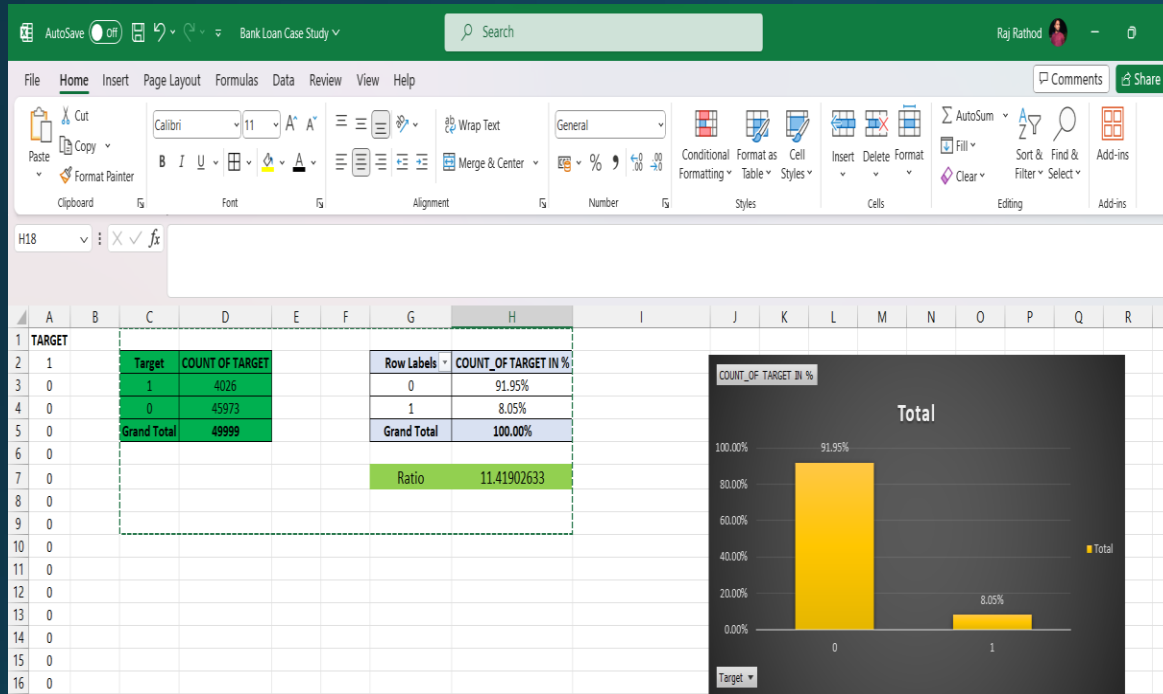 AutoSave Off Bank Loan Case Study Search Raj Rathod
File Home Insert Page Layout Formulas Data Review View Help Comments Share
Paste Cut Copy Format Painter Clipboard
Calibri 11 A A B I U A Font
ab Wrap Text Merge & Center Alignment
General % Number
Conditional Formatting Format as Table Cell Styles Styles
Insert Delete Format Cells
AutoSum Fill Clear Sort & Filter Find & Select Editing
Add-ins Add-ins
H18 fx
A B C D E F G H I J K L M N O P Q R
1 TARGET
2 1 Target COUNT OF TARGET Row Labels COUNT_OF TARGET IN %
3 0 1 4026 0 91.95%
4 0 0 45973 1 8.05%
5 0 Grand Total 49999 Grand Total 100.00%
6 0
7 0 Ratio 11.41902633
8 0
9 0
10 0
11 0
12 0
13 0
14 0
15 0
16 0
COUNT_OF TARGET IN %
Total
100.00% 91.95%
80.00%
60.00%
40.00% Total
20.00% 8.05%
0.00%
0 1
Target